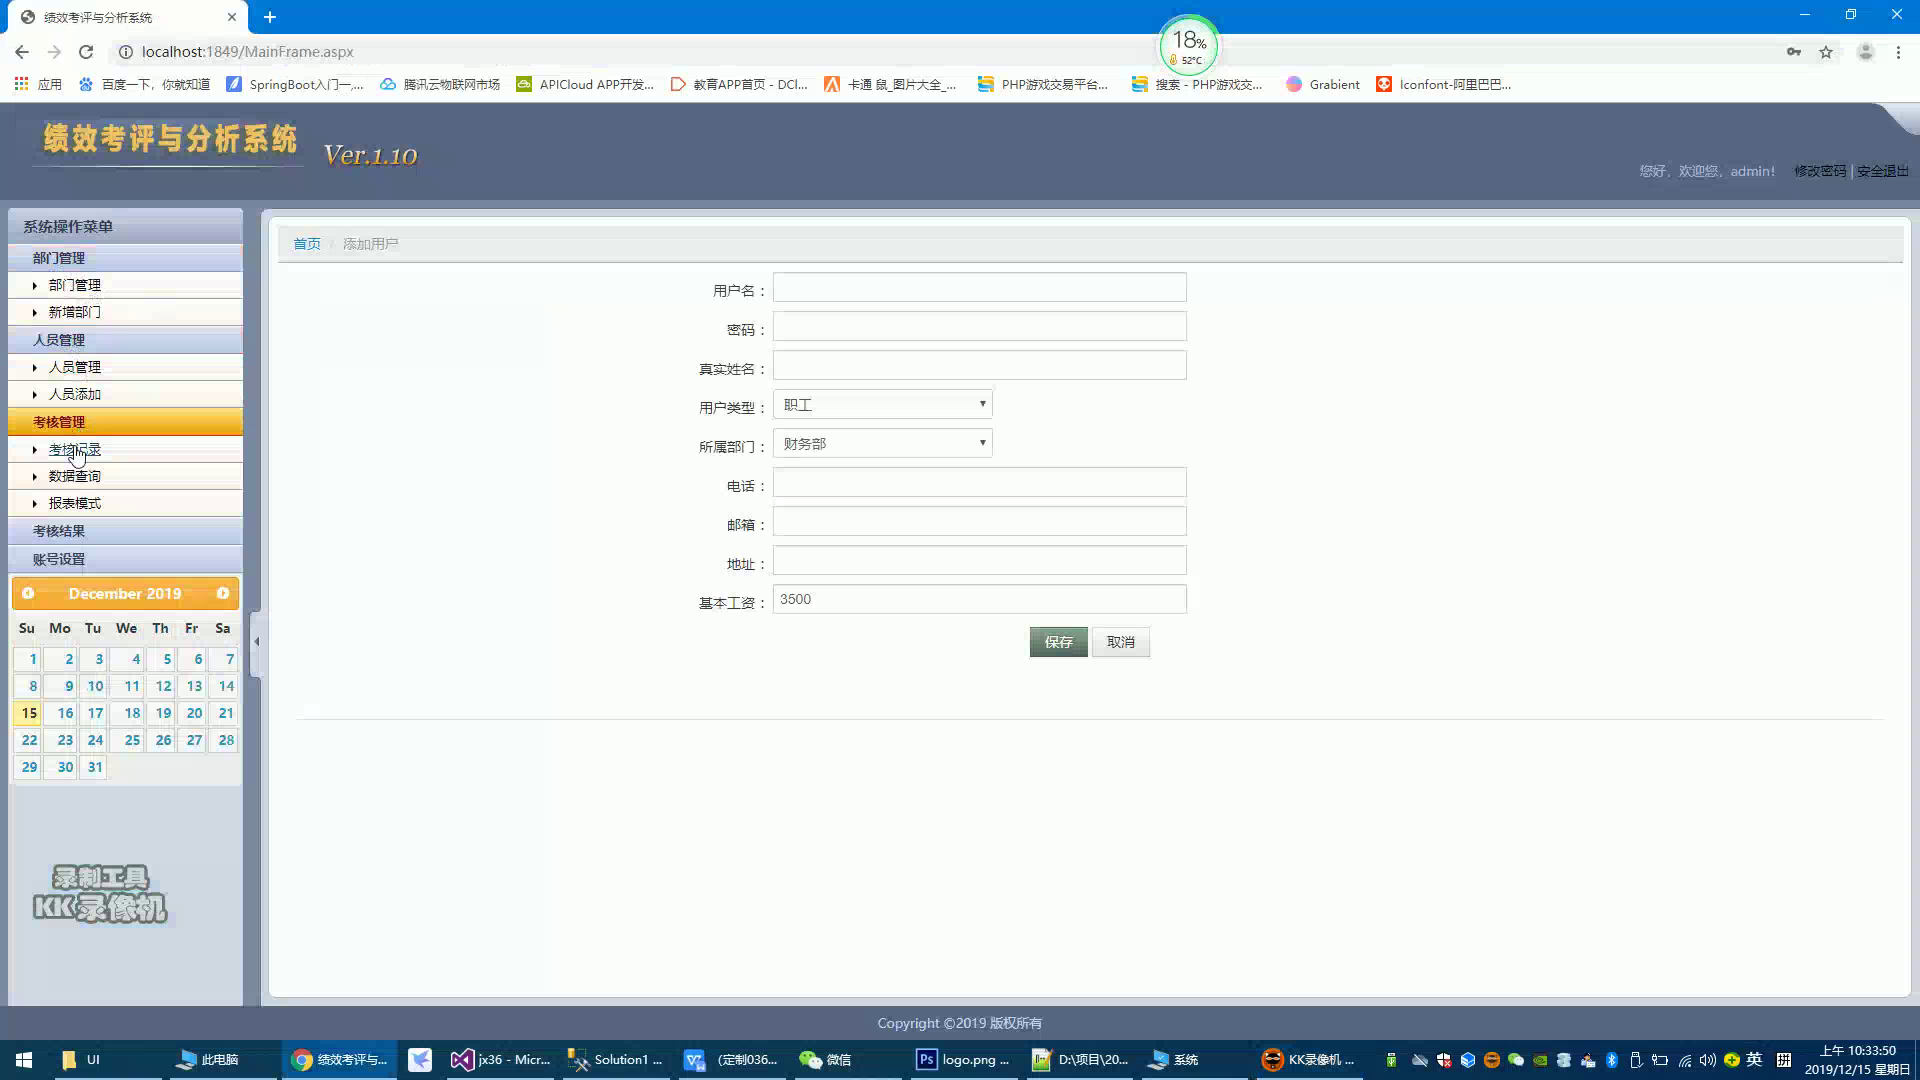 绩效考评与分析系统
localhost:1849/MainFrame.aspx
18%
52°C
应用
百度一下，你就知道
SpringBoot入门一,...
腾讯云物联网市场
APICloud APP开发...
教育APP首页 - DCl...
卡通 鼠_图片大全_...
PHP游戏交易平台...
搜索 - PHP游戏交...
Grabient
Iconfont-阿里巴巴...
绩效考评与分析系统
Ver.1.10
您好，欢迎您，admin!
修改密码 | 安全退出
系统操作菜单
部门管理
部门管理
新增部门
人员管理
人员管理
人员添加
考核管理
考核记录
数据查询
报表模式
考核结果
账号设置
December 2019
Su Mo Tu We Th Fr Sa
1 2 3 4 5 6 7
8 9 10 11 12 13 14
15 16 17 18 19 20 21
22 23 24 25 26 27 28
29 30 31
录制工具
KK录像机
首页 / 添加用户
用户名：
密码：
真实姓名：
用户类型： 职工
所属部门： 财务部
电话：
邮箱：
地址：
基本工资： 3500
保存 取消
Copyright ©2019 版权所有
UI
此电脑
绩效考评与...
jx36 - Micr...
Solution1 ...
(定制036...
微信
logo.png ...
D:\项目\20...
系统
KK录像机 ...
英
拼
上午 10:33:50
2019/12/15 星期日